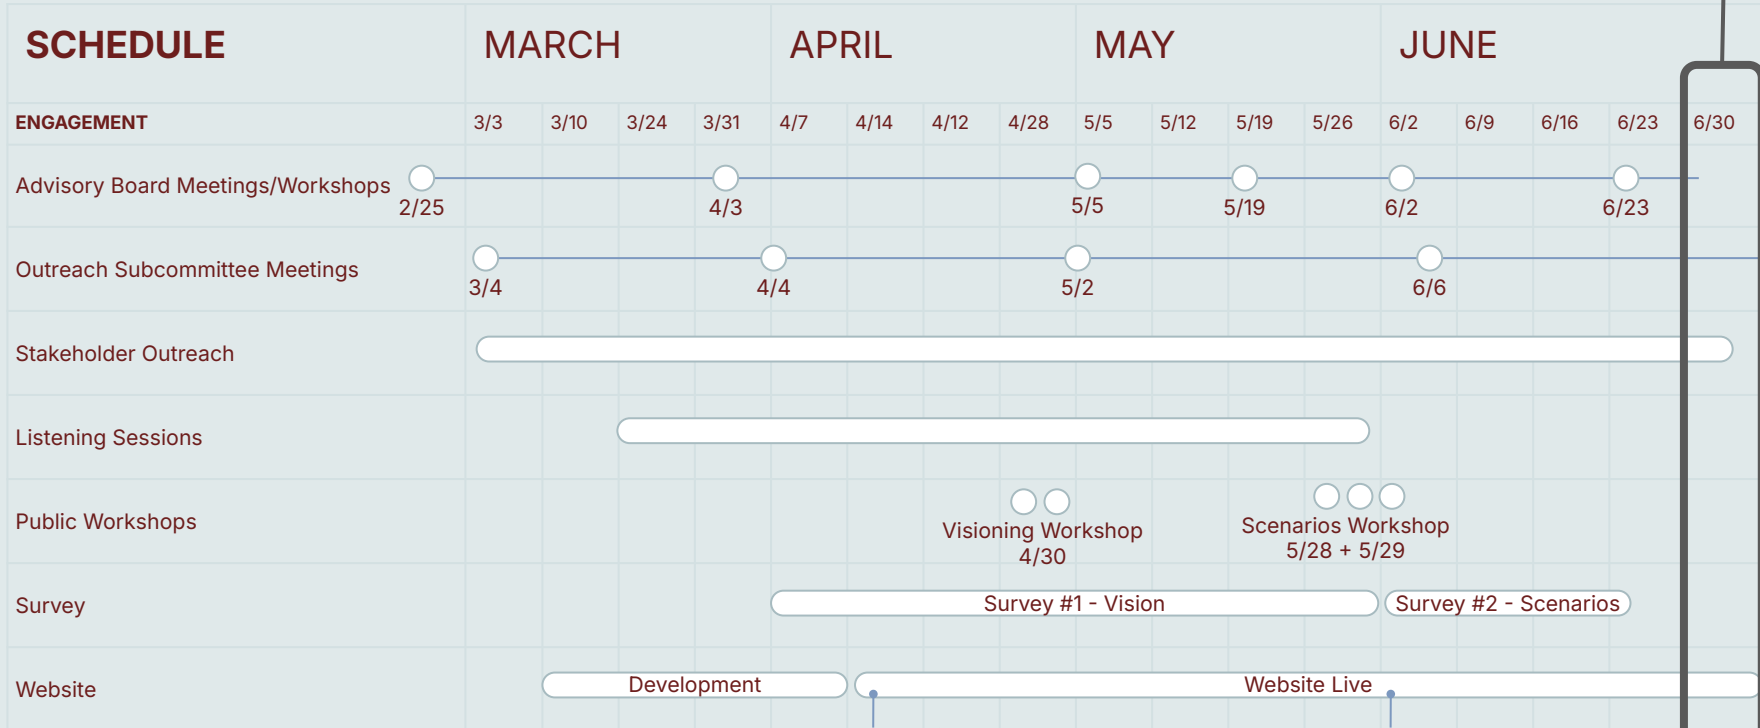 SCHEDULE MARCH APRIL MAY JUNE
ENGAGEMENT 3/3 3/10 3/24 3/31 4/7 4/14 4/12 4/28 5/5 5/12 5/19 5/26 6/2 6/9 6/16 6/23 6/30
Advisory Board Meetings/Workshops
2/25 4/3 5/5 5/19 6/2 6/23
Outreach Subcommittee Meetings
3/4 4/4 5/2 6/6
Stakeholder Outreach
Listening Sessions
Public Workshops
Visioning Workshop
4/30
Scenarios Workshop
5/28 + 5/29
Survey Survey #1 - Vision Survey #2 - Scenarios
Website Development Website Live